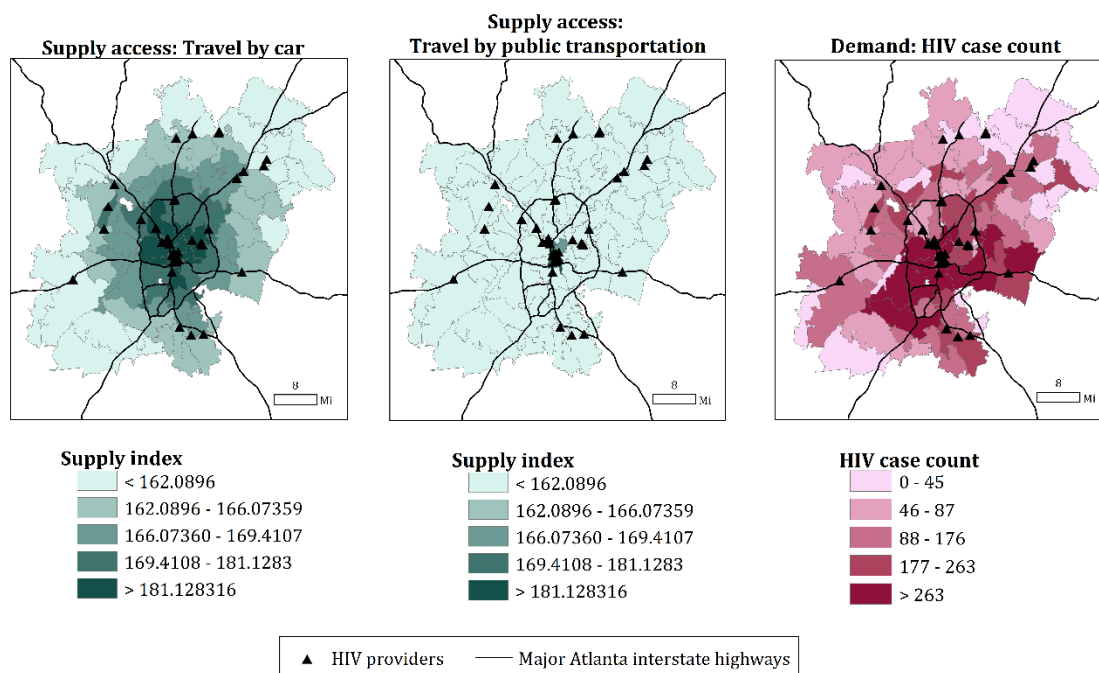 Supply access: Travel by car
Supply access:
Travel by public transportation
Demand: HIV case count
8
Mi
8
Mi
8
Mi
Supply index
< 162.0896
162.0896 - 166.07359
166.07360 - 169.4107
169.4108 - 181.1283
> 181.128316
Supply index
< 162.0896
162.0896 - 166.07359
166.07360 - 169.4107
169.4108 - 181.1283
> 181.128316
HIV case count
0 - 45
46 - 87
88 - 176
177 - 263
> 263
HIV providers
Major Atlanta interstate highways